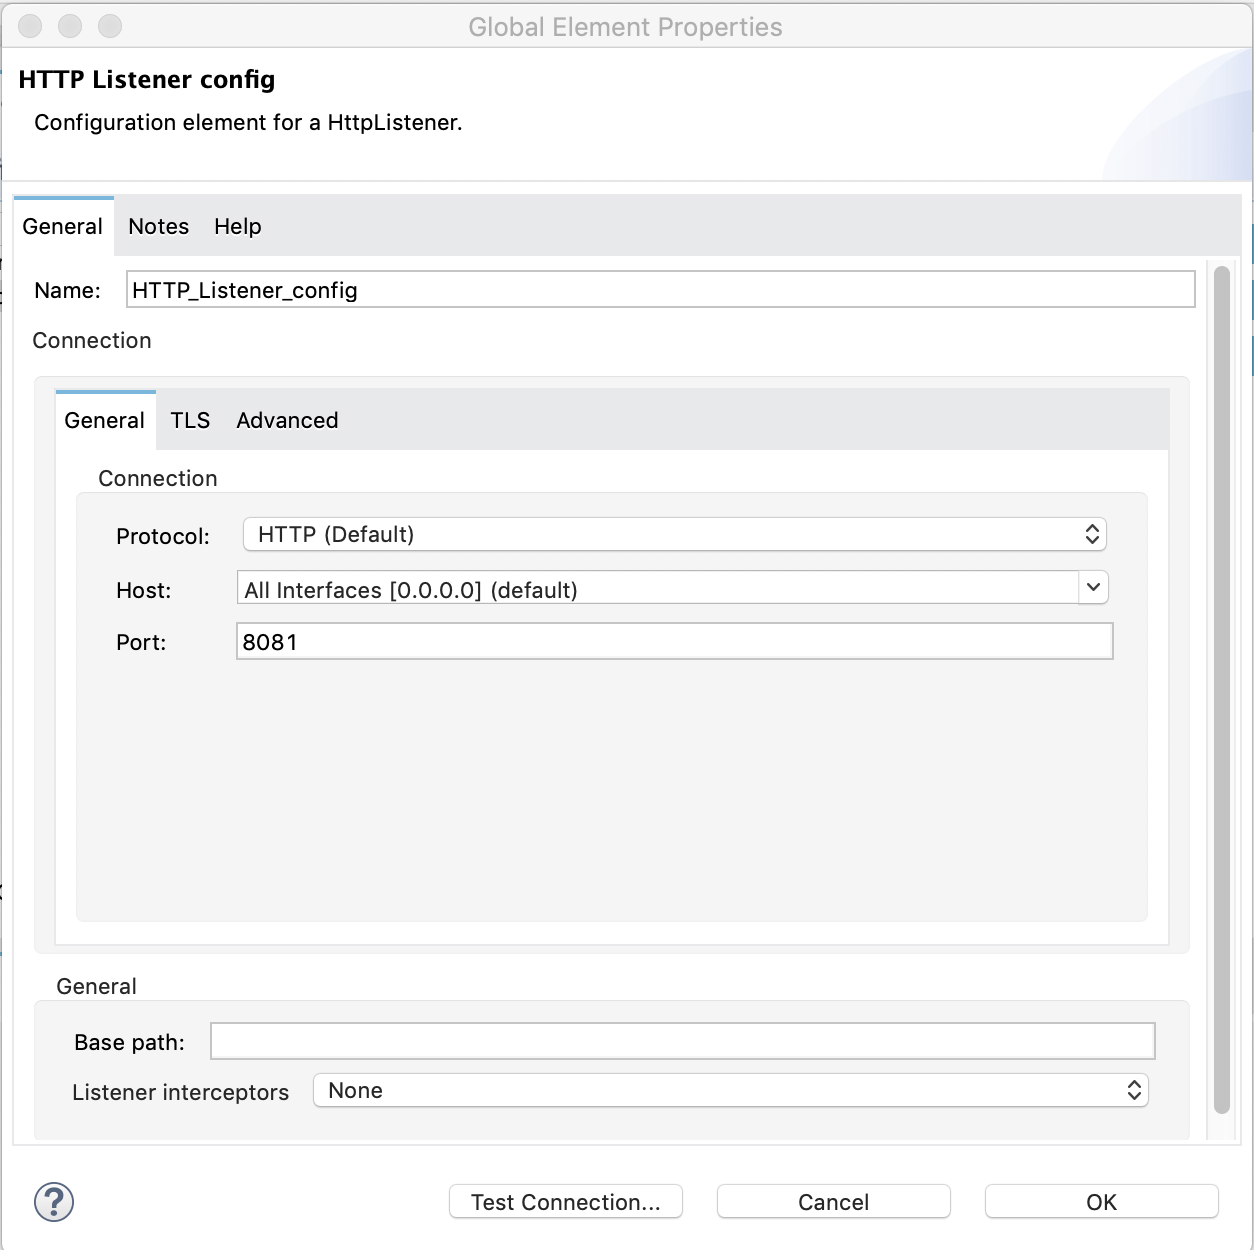 Global Element Properties
HTTP Listener config
Configuration element for a HttpListener.
General Notes Help
Name: HTTP_Listener_config
Connection
General TLS Advanced
Connection
Protocol: HTTP (Default)
Host: All Interfaces [0.0.0.0] (default)
Port: 8081
General
Base path:
Listener interceptors None
? Test Connection... Cancel OK